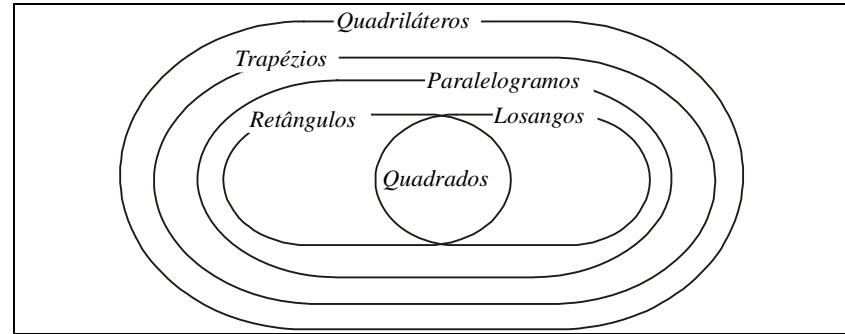 Quadriláteros
Trapézios
Paralelogramos
Retângulos Losangos
Quadrados